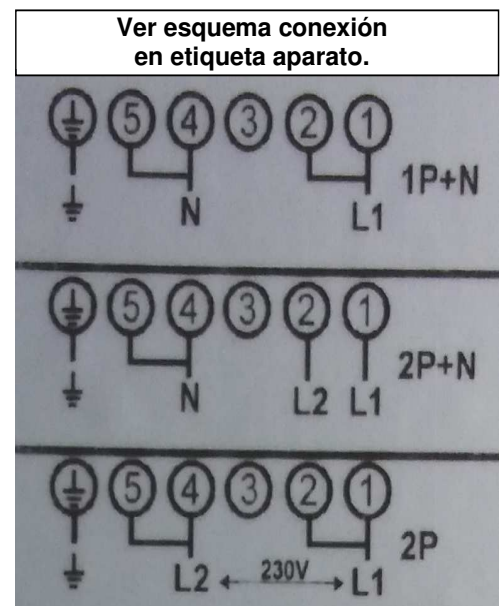 Ver esquema conexión
en etiqueta aparato.
5 4 3 2 1
1P+N
N L1
5 4 3 2 1
2P+N
N L2 L1
5 4 3 2 1
2P
L2 230V L1